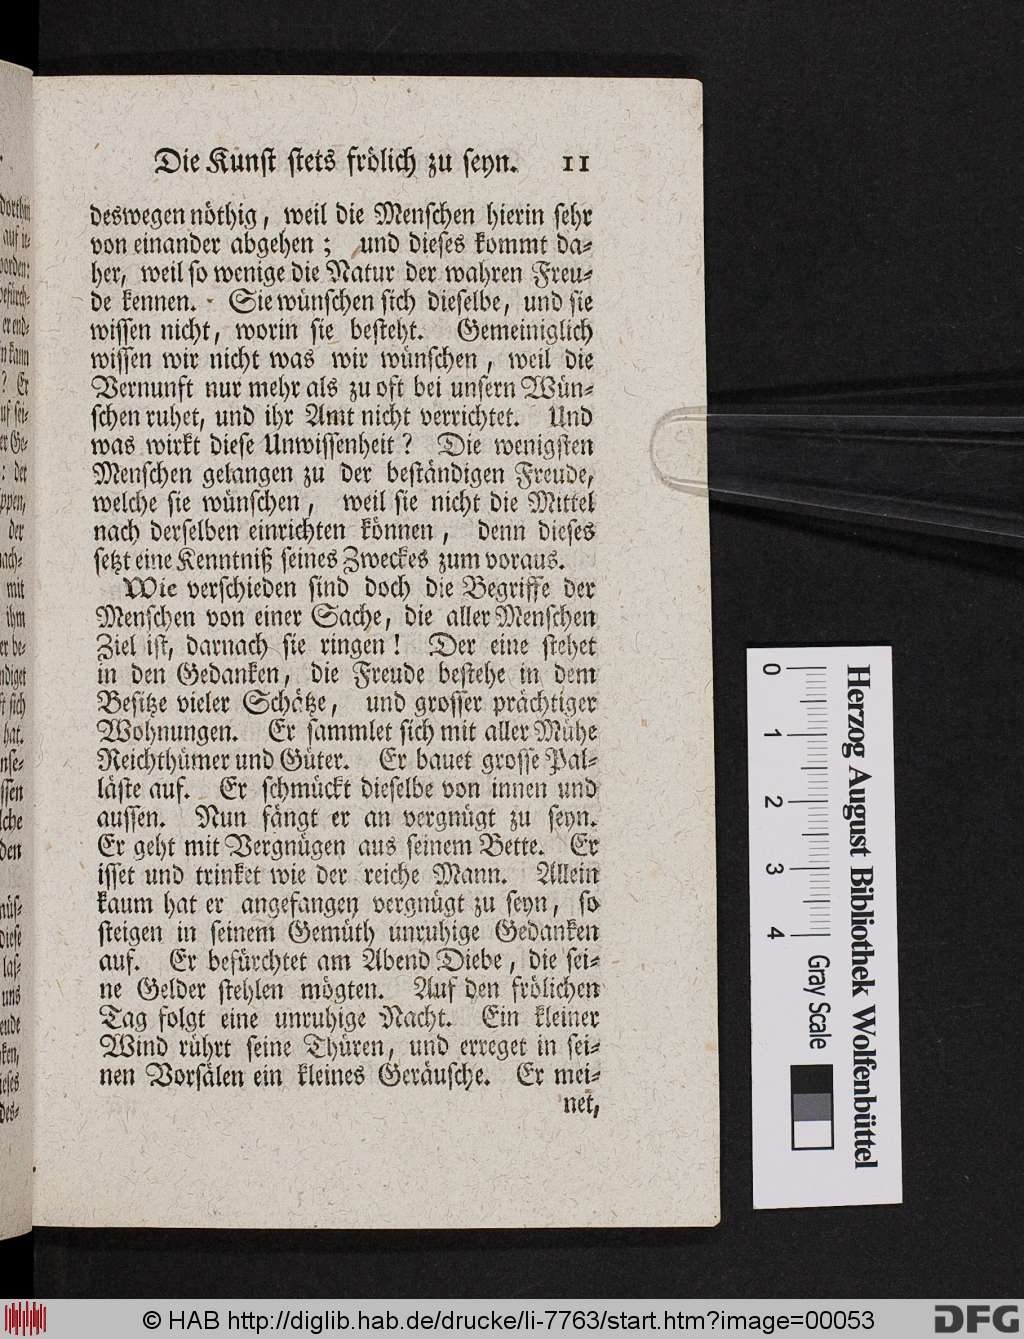 Die Kunst stets frölich zu seyn. 11
deswegen nöthig, weil die Menschen hierin sehr
von einander abgehen; und dieses kommt da-
her, weil so wenige die Natur der wahren Freu-
de kennen. Sie wünschen sich dieselbe, und sie
wissen nicht, worin sie besteht. Gemeiniglich
wissen wir nicht was wir wünschen, weil die
Vernunft nur mehr als zu oft bei unsern Wün-
schen ruhet, und ihr Amt nicht verrichtet. Und
was wirkt diese Unwissenheit? Die wenigsten
Menschen gelangen zu der beständigen Freude,
welche sie wünschen, weil sie nicht die Mittel
nach derselben einrichten können, denn dieses
setzt eine Kenntniß seines Zweckes zum voraus.
Wie verschieden sind doch die Begriffe der
Menschen von einer Sache, die aller Menschen
Ziel ist, darnach sie ringen! Der eine stehet
in den Gedanken, die Freude bestehe in dem
Besitze vieler Schätze, und grosser prächtiger
Wohnungen. Er sammlet sich mit aller Mühe
Reichthümer und Güter. Er bauet grosse Pal-
läste auf. Er schmückt dieselbe von innen und
aussen. Nun fängt er an vergnügt zu seyn.
Er geht mit Vergnügen aus seinem Bette. Er
isset und trinket wie der reiche Mann. Allein
kaum hat er angefangen vergnügt zu seyn, so
steigen in seinem Gemüth unruhige Gedanken
auf. Er befürchtet am Abend Diebe, die sei-
ne Gelder stehlen mögten. Auf den frölichen
Tag folgt eine unruhige Nacht. Ein kleiner
Wind rührt seine Thüren, und erreget in sei-
nen Vorsälen ein kleines Geräusche. Er mei-
net,
Herzog August Bibliothek Wolfenbüttel
0 1 2 3 4 Gray Scale
© HAB http://diglib.hab.de/drucke/li-7763/start.htm?image=00053
DFG